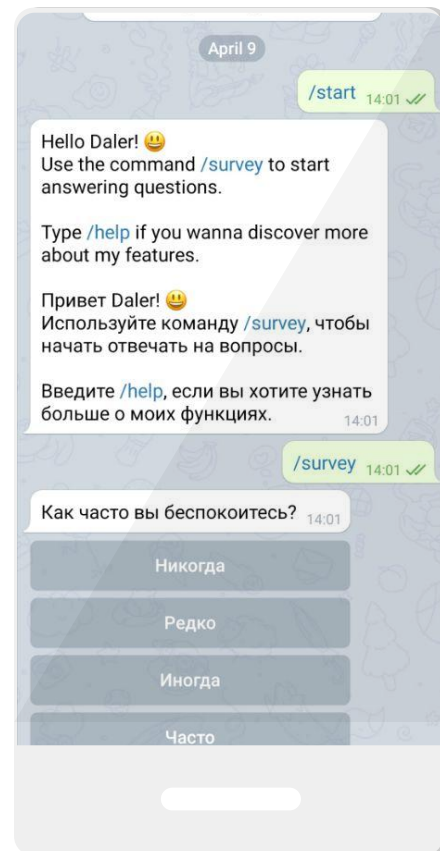 April 9
/start 14:01
Hello Daler! 😃
Use the command /survey to start
answering questions.
Type /help if you wanna discover more
about my features.
Привет Daler! 😃
Используйте команду /survey, чтобы
начать отвечать на вопросы.
Введите /help, если вы хотите узнать
больше о моих функциях. 14:01
/survey 14:01
Как часто вы беспокоитесь? 14:01
Никогда
Редко
Иногда
Часто